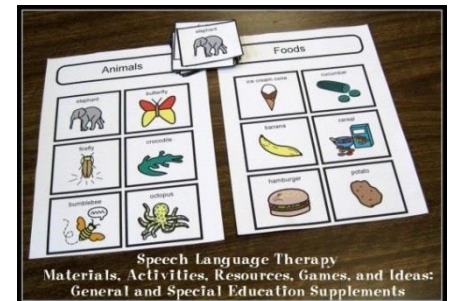 elephant
Animals
Foods
elephant
butterfly
ice cream cone
cucumber
firefly
crocodile
banana
cereal
bumblebee
octopus
hamburger
potato
Speech Language Therapy
Materials, Activities, Resources, Games, and Ideas:
General and Special Education Supplements